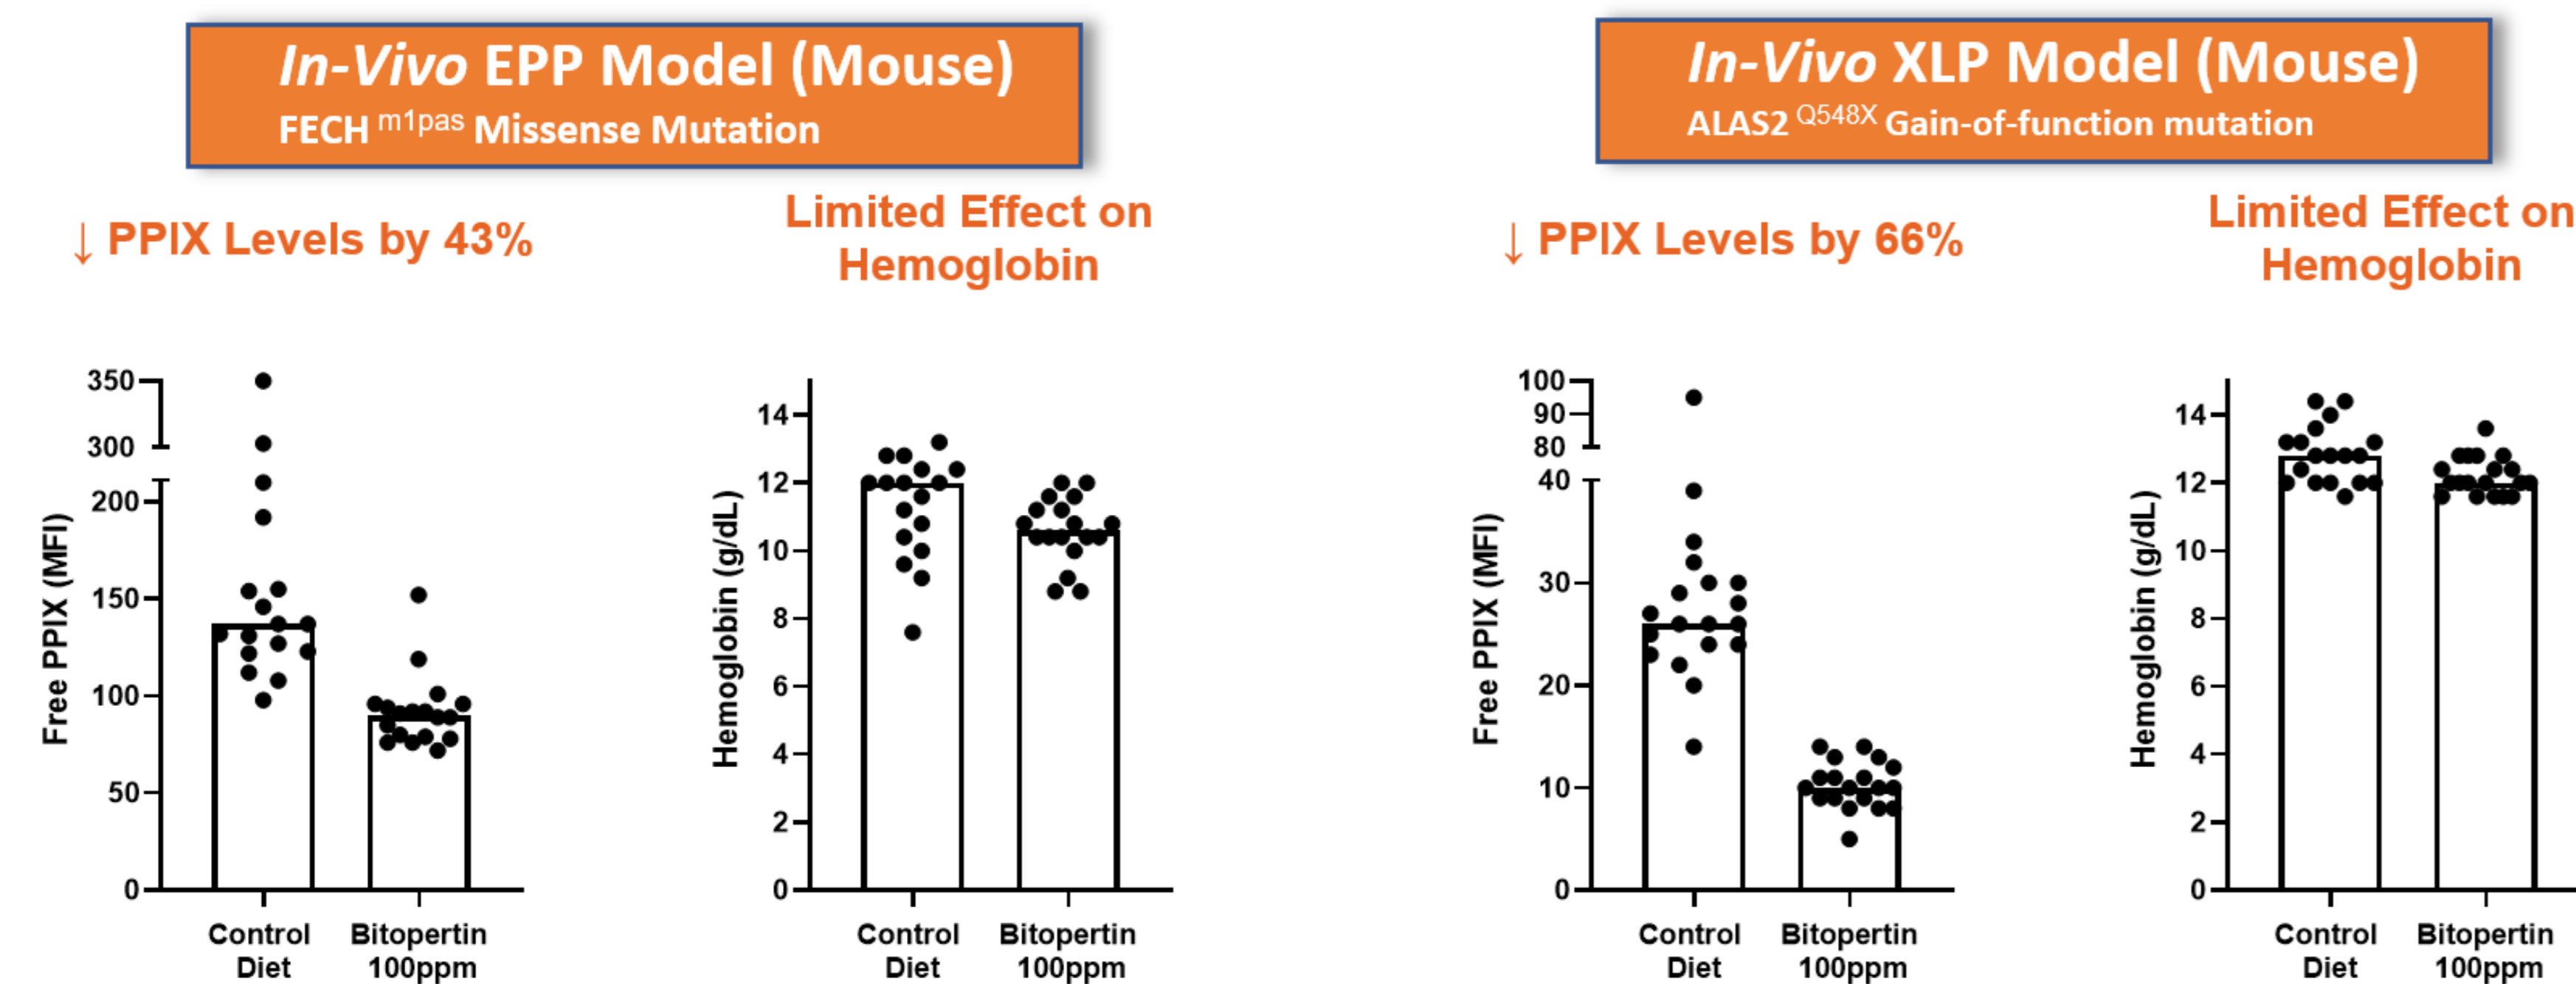 In-Vivo EPP Model (Mouse)
FECH m1pas Missense Mutation
↓ PPIX Levels by 43%
Limited Effect on
Hemoglobin
350
300
200
150
100
50
0
Free PPIX (MFI)
Control
Diet
Bitopertin
100ppm
14
12
10
8
6
4
2
0
Hemoglobin (g/dL)
Control
Diet
Bitopertin
100ppm
In-Vivo XLP Model (Mouse)
ALAS2 Q548X Gain-of-function mutation
↓ PPIX Levels by 66%
Limited Effect on
Hemoglobin
100
90
80
40
30
20
10
0
Free PPIX (MFI)
Control
Diet
Bitopertin
100ppm
14
12
10
8
6
4
2
0
Hemoglobin (g/dL)
Control
Diet
Bitopertin
100ppm